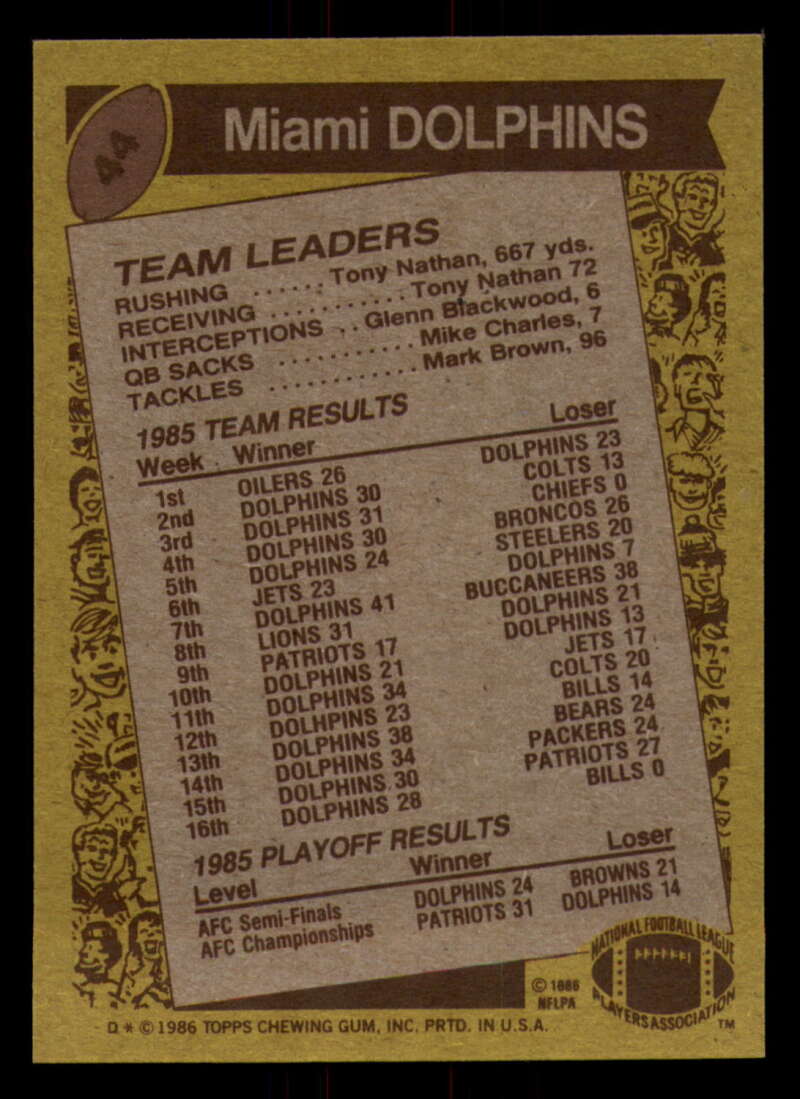 44
Miami DOLPHINS
TEAM LEADERS
RUSHING ...... Tony Nathan, 667 yds.
RECEIVING ........... Tony Nathan 72
INTERCEPTIONS .. Glenn Blackwood, 6
QB SACKS .......... Mike Charles, 7
TACKLES ............ Mark Brown, 96
1985 TEAM RESULTS
Week Winner Loser
1st OILERS 26 DOLPHINS 23
2nd DOLPHINS 30 COLTS 13
3rd DOLPHINS 31 CHIEFS 0
4th DOLPHINS 30 BRONCOS 26
5th DOLPHINS 24 STEELERS 20
6th JETS 23 DOLPHINS 7
7th DOLPHINS 41 BUCCANEERS 38
8th LIONS 31 DOLPHINS 21
9th PATRIOTS 17 DOLPHINS 13
10th DOLPHINS 21 JETS 17
11th DOLPHINS 34 COLTS 20
12th DOLHPINS 23 BILLS 14
13th DOLPHINS 38 BEARS 24
14th DOLPHINS 34 PACKERS 24
15th DOLPHINS 30 PATRIOTS 27
16th DOLPHINS 28 BILLS 0
1985 PLAYOFF RESULTS
Level Winner Loser
AFC Semi-Finals DOLPHINS 24 BROWNS 21
AFC Championships PATRIOTS 31 DOLPHINS 14
NATIONAL FOOTBALL LEAGUE
PLAYERS ASSOCIATION
TM
© 1986
NFLPA
D * © 1986 TOPPS CHEWING GUM, INC. PRTD. IN U.S.A.